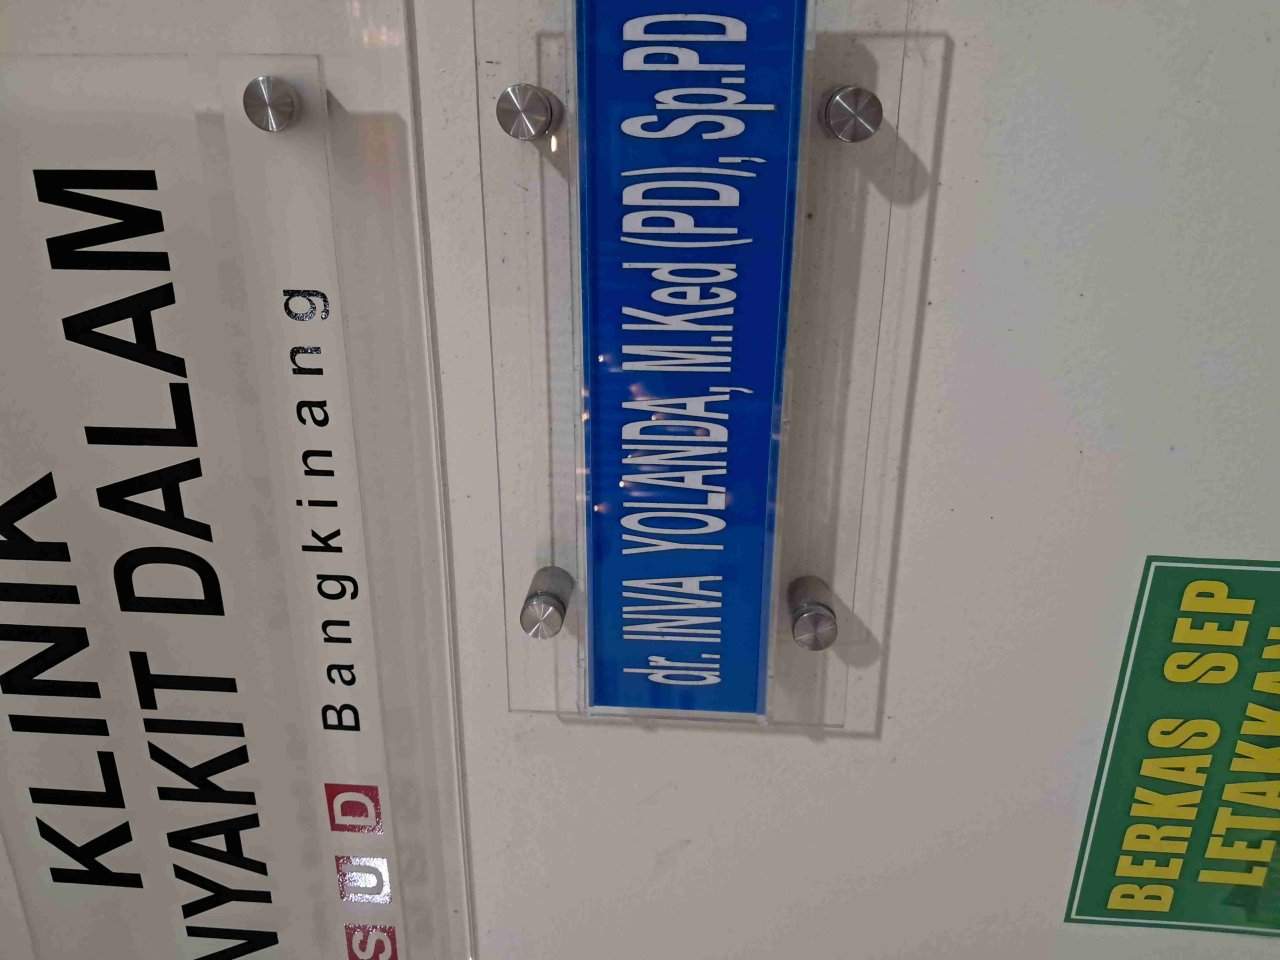 KLINIK
NYAKIT DALAM
SUD Bangkinang
dr. INVA YOLANDA, M.Ked (PD), Sp.PD
BERKAS SEP
LETAKKAN